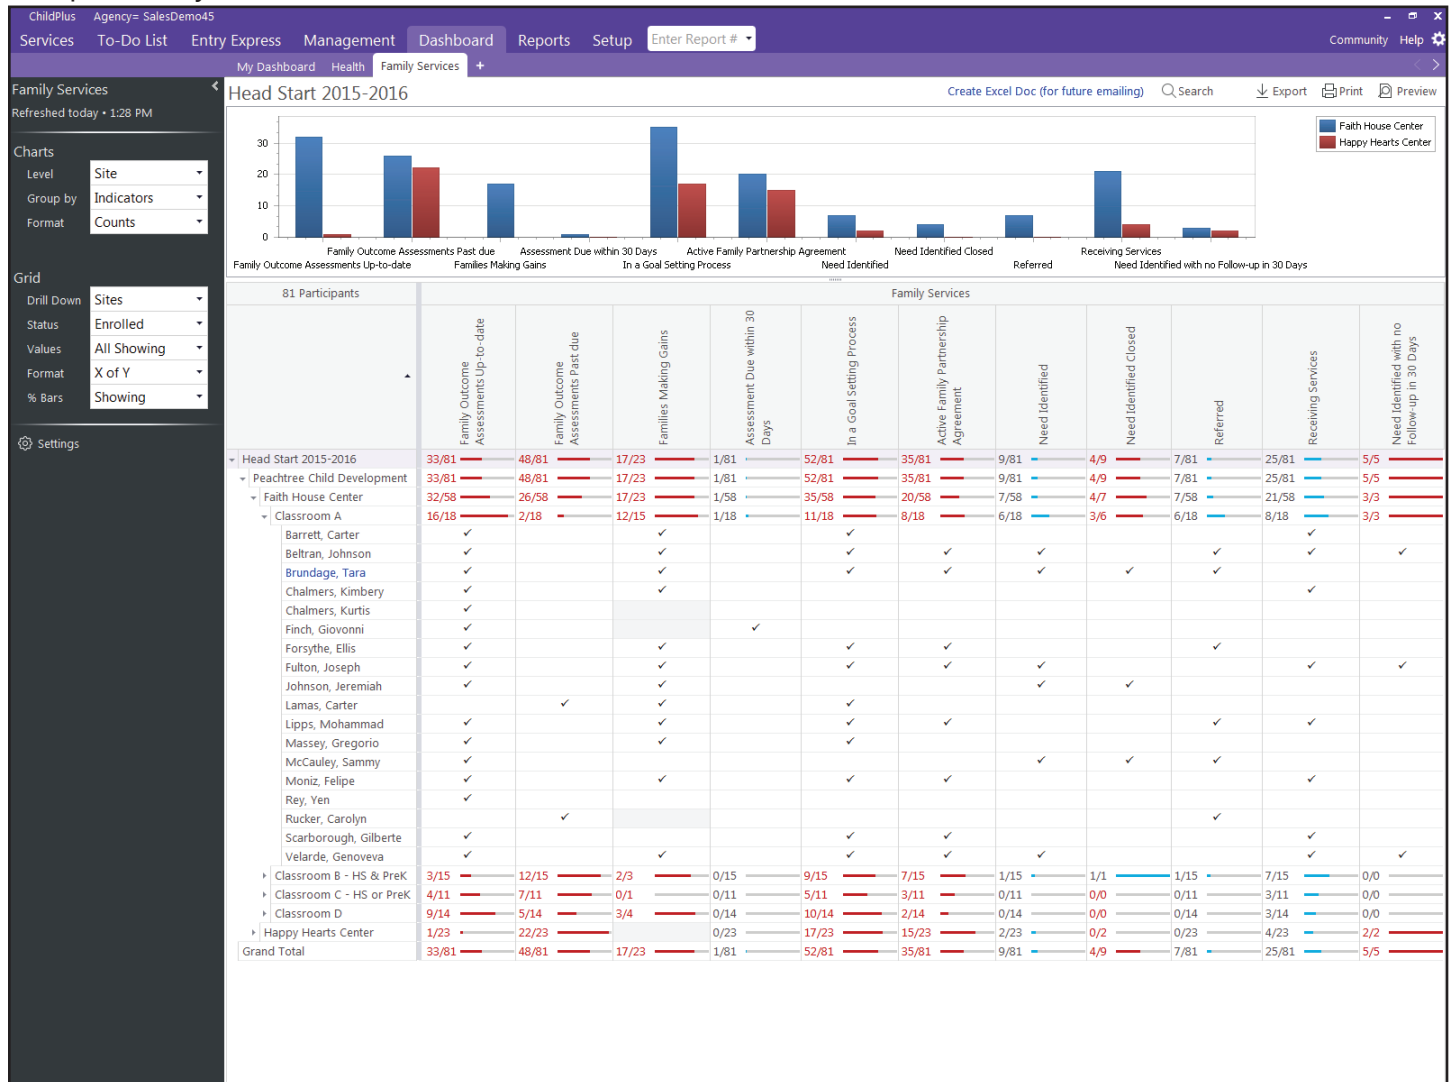 ChildPlus Agency= SalesDemo45
Services To-Do List Entry Express Management Dashboard Reports Setup Enter Report # Community Help
My Dashboard Health Family Services +
Family Services
Refreshed today • 1:28 PM
Charts
Level Site
Group by Indicators
Format Counts
Grid
Drill Down Sites
Status Enrolled
Values All Showing
Format X of Y
% Bars Showing
Settings
Head Start 2015-2016 Create Excel Doc (for future emailing) Search Export Print Preview
30
20
10
0
Faith House Center
Happy Hearts Center
Family Outcome Assessments Past due Assessment Due within 30 Days Active Family Partnership Agreement Need Identified Closed Receiving Services
Family Outcome Assessments Up-to-date Families Making Gains In a Goal Setting Process Need Identified Referred Need Identified with no Follow-up in 30 Days
81 Participants Family Services
Family Outcome Assessments Up-to-date
Family Outcome Assessments Past due
Families Making Gains
Assessment Due within 30 Days
In a Goal Setting Process
Active Family Partnership Agreement
Need Identified
Need Identified Closed
Referred
Receiving Services
Need Identified with no Follow-up in 30 Days
Head Start 2015-2016 33/81 48/81 17/23 1/81 52/81 35/81 9/81 4/9 7/81 25/81 5/5
Peachtree Child Development 33/81 48/81 17/23 1/81 52/81 35/81 9/81 4/9 7/81 25/81 5/5
Faith House Center 32/58 26/58 17/23 1/58 35/58 20/58 7/58 4/7 7/58 21/58 3/3
Classroom A 16/18 2/18 12/15 1/18 11/18 8/18 6/18 3/6 6/18 8/18 3/3
Barrett, Carter ✓ ✓ ✓ ✓
Beltran, Johnson ✓ ✓ ✓ ✓ ✓ ✓ ✓ ✓
Brundage, Tara ✓ ✓ ✓ ✓ ✓ ✓ ✓
Chalmers, Kimbery ✓ ✓ ✓
Chalmers, Kurtis ✓
Finch, Giovonni ✓ ✓
Forsythe, Ellis ✓ ✓ ✓ ✓ ✓
Fulton, Joseph ✓ ✓ ✓ ✓ ✓ ✓ ✓
Johnson, Jeremiah ✓ ✓ ✓ ✓
Lamas, Carter ✓ ✓ ✓
Lipps, Mohammad ✓ ✓ ✓ ✓ ✓ ✓
Massey, Gregorio ✓ ✓ ✓
McCauley, Sammy ✓ ✓ ✓ ✓
Moniz, Felipe ✓ ✓ ✓ ✓ ✓
Rey, Yen ✓
Rucker, Carolyn ✓ ✓
Scarborough, Gilberte ✓ ✓ ✓ ✓
Velarde, Genoveva ✓ ✓ ✓ ✓ ✓ ✓ ✓
Classroom B - HS & PreK 3/15 12/15 2/3 0/15 9/15 7/15 1/15 1/1 1/15 7/15 0/0
Classroom C - HS or PreK 4/11 7/11 0/1 0/11 5/11 3/11 0/11 0/0 0/11 3/11 0/0
Classroom D 9/14 5/14 3/4 0/14 10/14 2/14 0/14 0/0 0/14 3/14 0/0
Happy Hearts Center 1/23 22/23 0/23 17/23 15/23 2/23 0/2 0/23 4/23 2/2
Grand Total 33/81 48/81 17/23 1/81 52/81 35/81 9/81 4/9 7/81 25/81 5/5